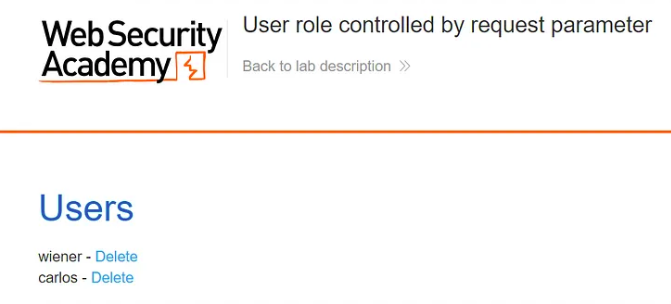 Web Security
Academy
User role controlled by request parameter
Back to lab description >>
Users
wiener - Delete
carlos - Delete